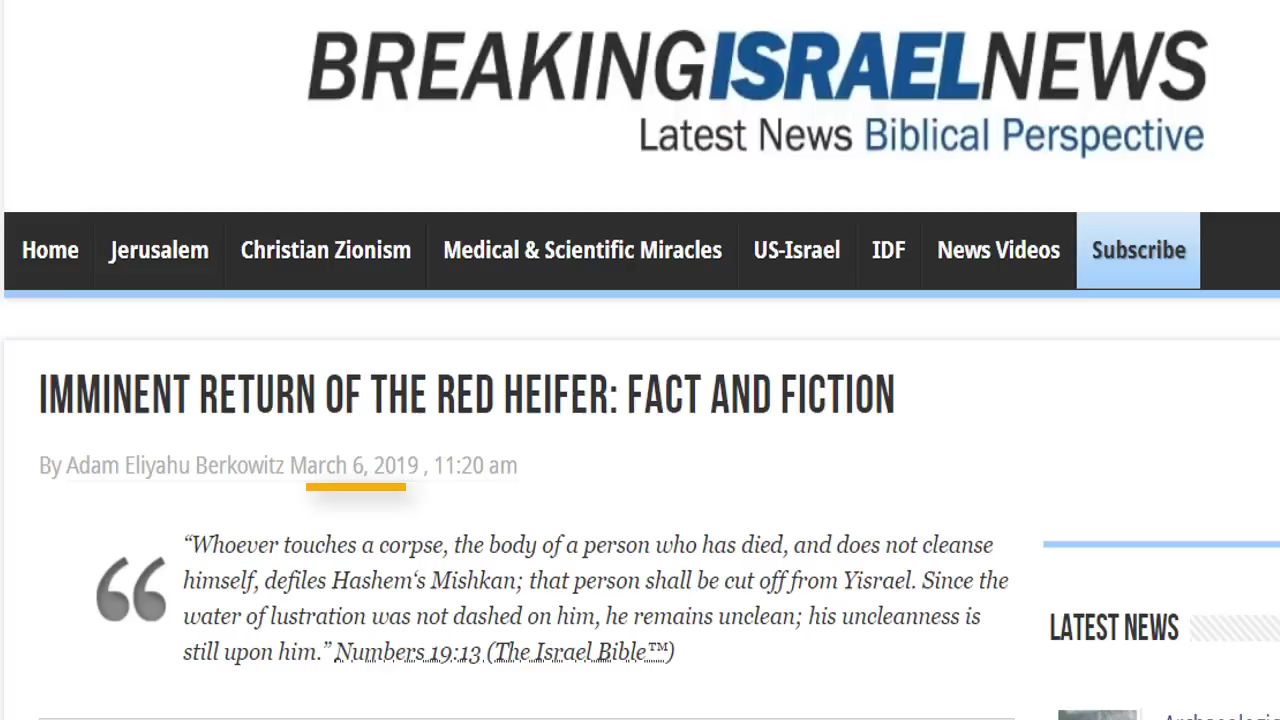 BREAKINGISRAELNEWS
Latest News Biblical Perspective
Home Jerusalem Christian Zionism Medical & Scientific Miracles US-Israel IDF News Videos Subscribe
IMMINENT RETURN OF THE RED HEIFER: FACT AND FICTION
By Adam Eliyahu Berkowitz March 6, 2019 , 11:20 am
“Whoever touches a corpse, the body of a person who has died, and does not cleanse
himself, defiles Hashem‘s Mishkan; that person shall be cut off from Yisrael. Since the
water of lustration was not dashed on him, he remains unclean; his uncleanness is
still upon him.” Numbers 19:13 (The Israel Bible™)
LATEST NEWS